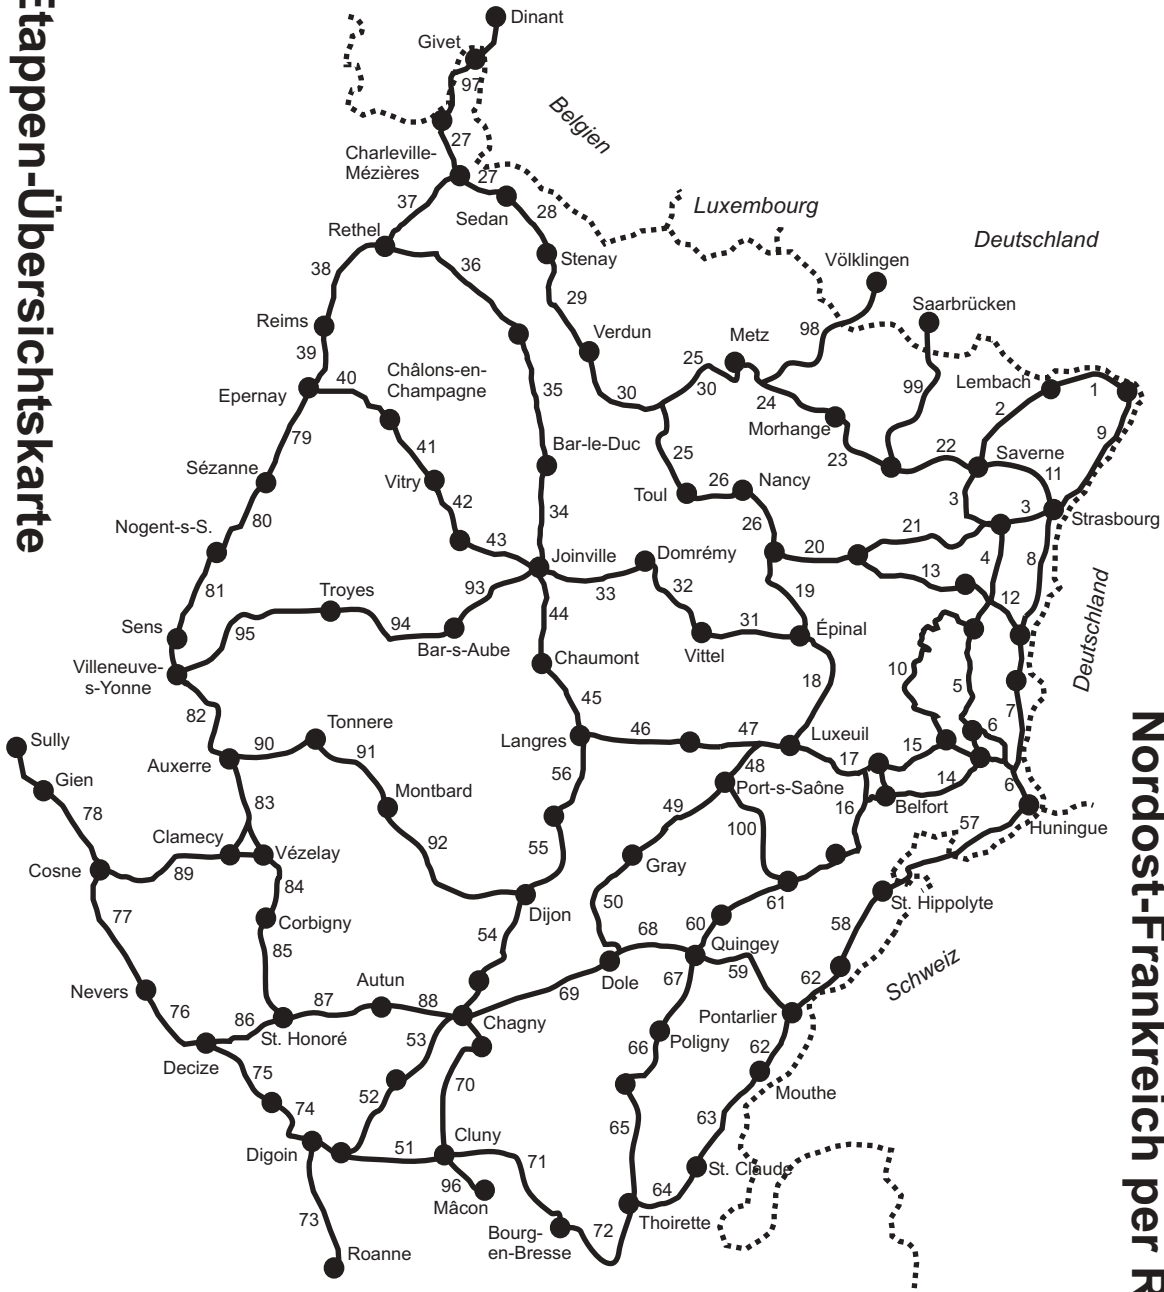 Etappen-Übersichtskarte
Nordost-Frankreich per R
Dinant
Givet
97
Belgien
27
Charleville-
Mézières
27
37
Sedan
28
Luxembourg
Deutschland
Rethel
36
Stenay
Völklingen
38
29
Saarbrücken
Reims
Verdun
Metz
98
39
40
Châlons-en-
Champagne
25
30
30
24
Lembach
1
Epernay
35
99
2
Morhange
9
79
41
Bar-le-Duc
23
22
Saverne
11
Sézanne
Vitry
25
26
Nancy
Toul
3
3
Strasbourg
80
42
34
26
21
Nogent-s-S.
43
Joinville
Domrémy
20
4
8
81
93
33
32
19
13
12
Deutschland
Troyes
Sens
95
94
44
Bar-s-Aube
31
Vittel
Épinal
Villeneuve-
s-Yonne
Chaumont
10
5
18
7
82
45
Tonnere
46
47
Luxeuil
6
Sully
90
91
Langres
17
15
Auxerre
48
Gien
56
Port-s-Saône
14
6
Montbard
16
Belfort
78
83
49
100
57
Huningue
Clamecy
Vézelay
92
55
Cosne
89
Gray
84
61
St. Hippolyte
77
Corbigny
50
Dijon
58
54
68
60
Quingey
85
59
67
Schweiz
Nevers
Autun
Dole
62
76
87
88
69
86
St. Honoré
Chagny
Pontarlier
Decize
53
66
Poligny
62
75
70
Mouthe
52
74
65
63
Digoin
51
Cluny
71
St. Claude
96
Mâcon
64
73
Thoirette
Bourg-
en-Bresse
72
Roanne